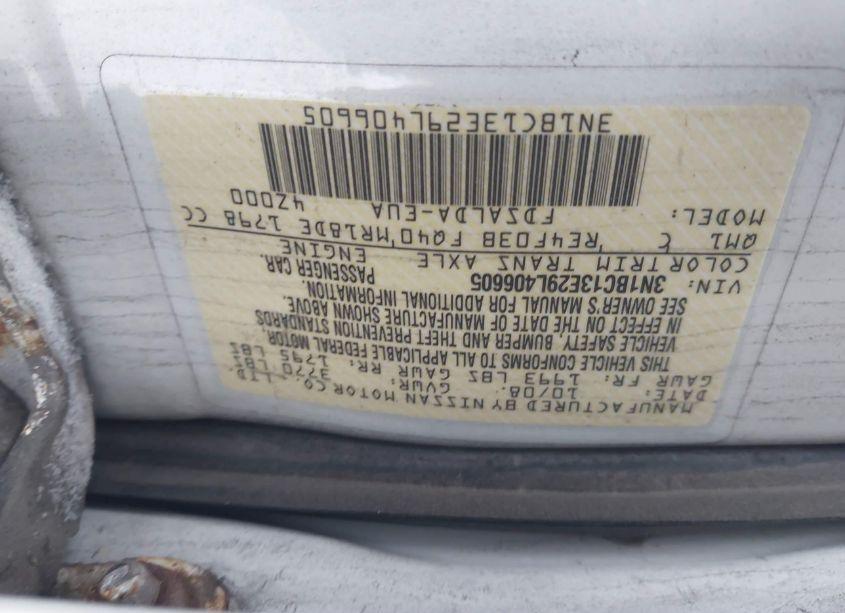 MANUFACTURED BY NISSAN MOTOR CO. LTD
DATE: 10/08 GVWR: 3770 LBS
GAWR FR: 1993 LBS GAWR RR: 1795 LBS
THIS VEHICLE CONFORMS TO ALL APPLICABLE FEDERAL MOTOR
VEHICLE SAFETY, BUMPER AND THEFT PREVENTION STANDARDS
IN EFFECT ON THE DATE OF MANUFACTURE SHOWN ABOVE.
SEE OWNER'S MANUAL FOR ADDITIONAL INFORMATION.
VIN: 3N1BC13E29L406605 PASSENGER CAR.
COLOR TRIM TRANS AXLE ENGINE
QM1 C RE4F03B FQ40 MR18DE 1798 CC
MODEL: FDSALDA-EUA 4Z000
3N1BC13E29L406605